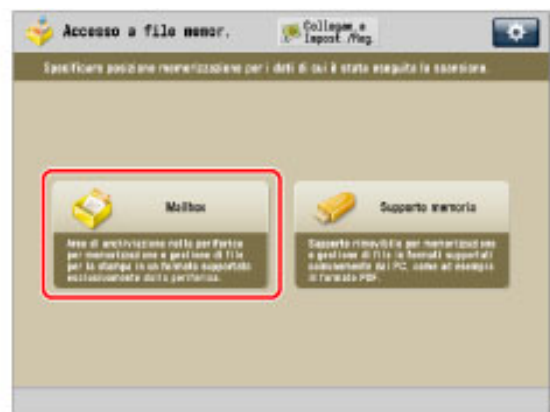 Accesso a file memor.
Collegam. e
Impost./Reg.
Specificare posizione memorizzazione per i dati di cui è stata eseguita la scansione.
Mailbox
Area di archiviazione nella periferica
per memorizzazione e gestione di file
per la stampa in un formato supportato
esclusivamente dalla periferica.
Supporto memoria
Supporto rimovibile per memorizzazione
e gestione di file in formati supportati
comunemente dai PC, come ad esempio
il formato PDF.